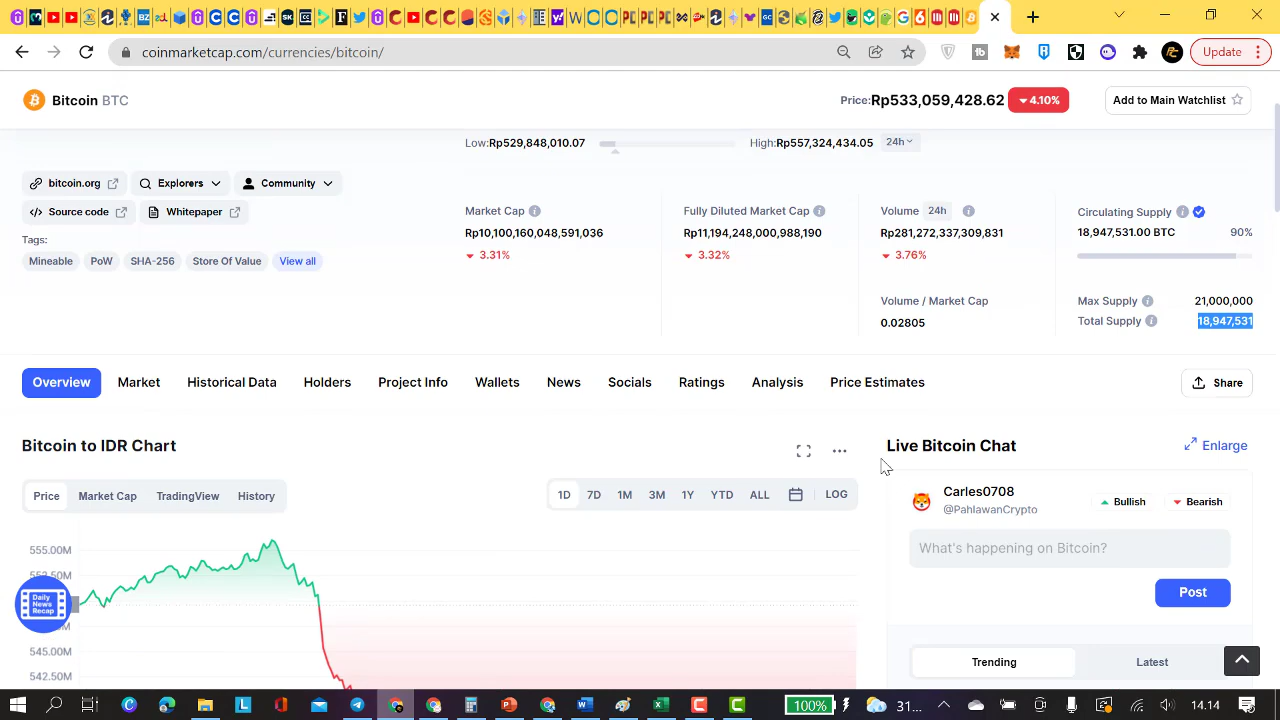 coinmarketcap.com/currencies/bitcoin/
Update
Bitcoin BTC
Price:Rp533,059,428.62 4.10%
Add to Main Watchlist
Low:Rp529,848,010.07
High:Rp557,324,434.05 24h
bitcoin.org Explorers Community
Source code Whitepaper
Tags:
Mineable PoW SHA-256 Store Of Value View all
Market Cap
Rp10,100,160,048,591,036
3.31%
Fully Diluted Market Cap
Rp11,194,248,000,988,190
3.32%
Volume 24h
Rp281,272,337,309,831
3.76%
Volume / Market Cap
0.02805
Circulating Supply
18,947,531.00 BTC 90%
Max Supply 21,000,000
Total Supply 18,947,531
Overview Market Historical Data Holders Project Info Wallets News Socials Ratings Analysis Price Estimates
Share
Bitcoin to IDR Chart
Price Market Cap TradingView History
1D 7D 1M 3M 1Y YTD ALL LOG
555.00M
545.00M
542.50M
Daily
News
Recap
Live Bitcoin Chat
Enlarge
Carles0708
@PahlawanCrypto
Bullish Bearish
What's happening on Bitcoin?
Post
Trending Latest
100%
31...
14.14